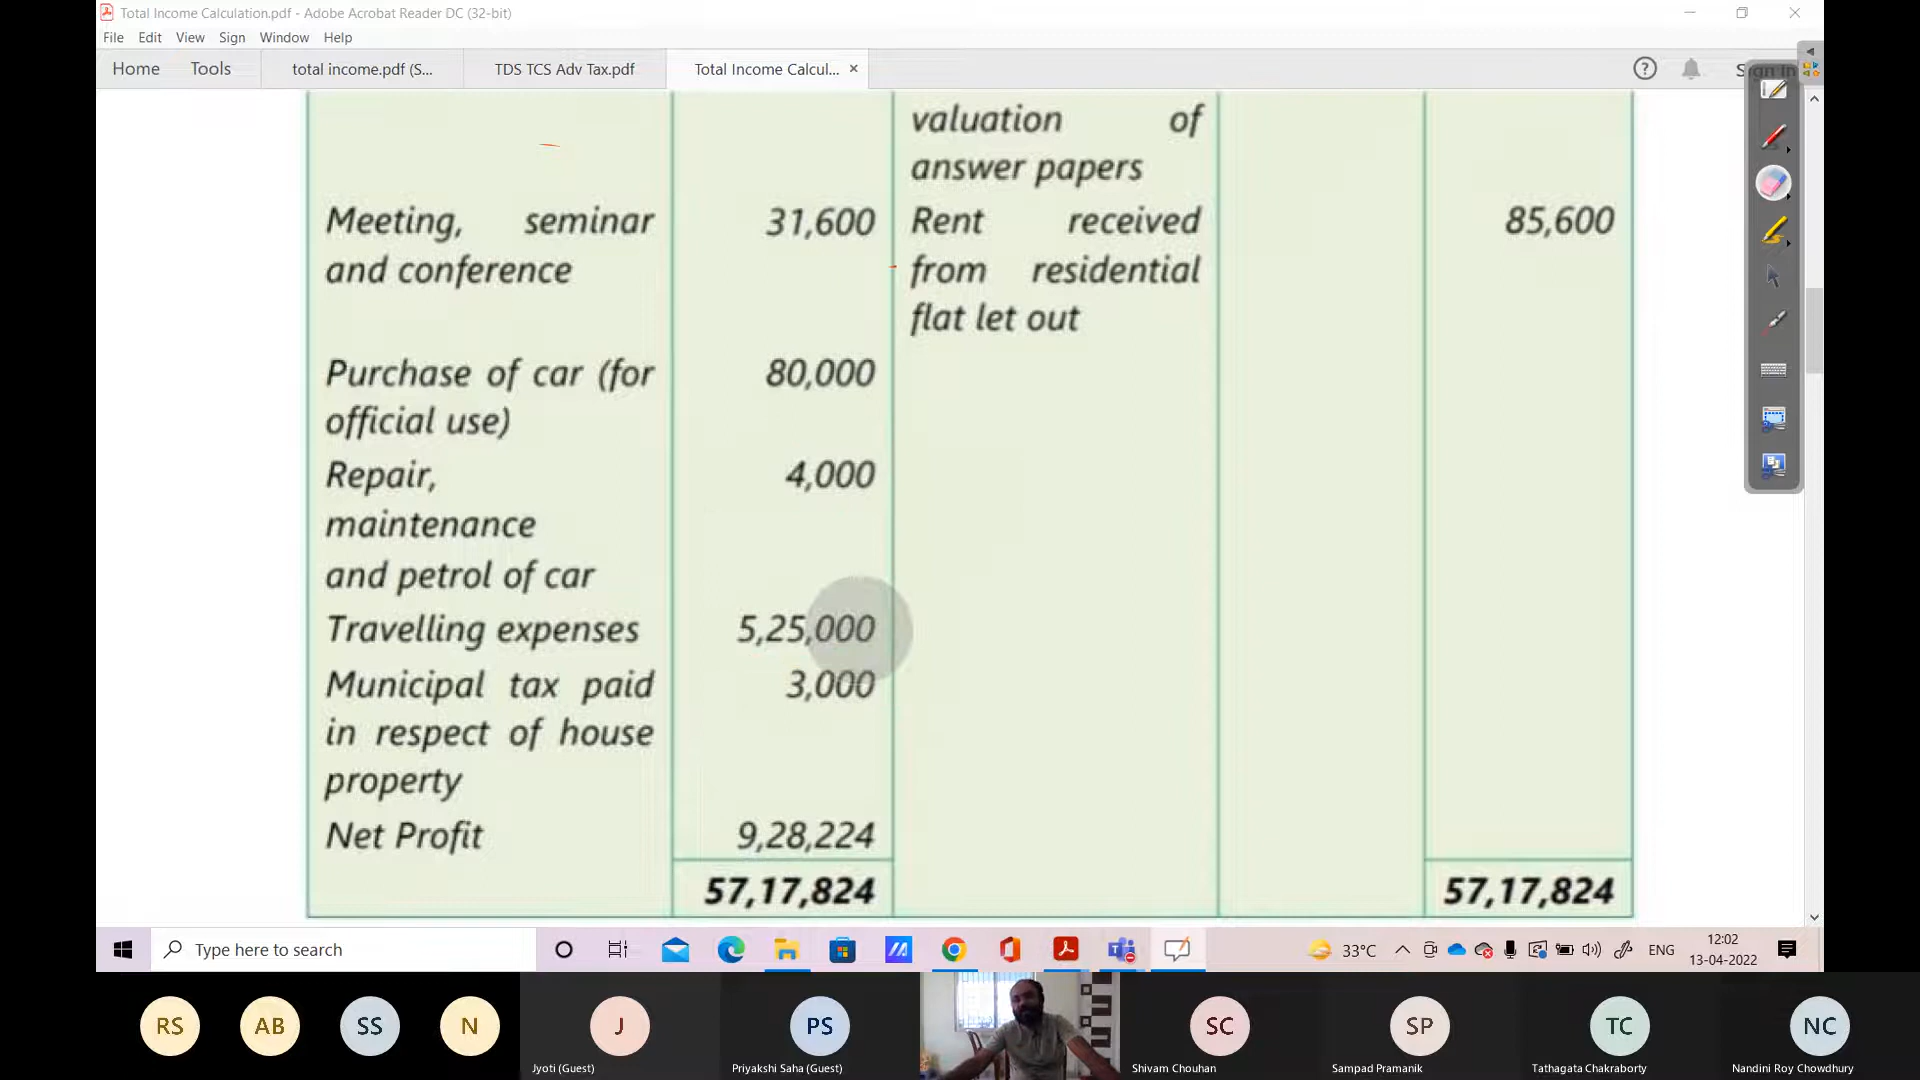 Total Income Calculation.pdf - Adobe Acrobat Reader DC (32-bit)
File Edit View Sign Window Help
Home Tools total income.pdf (S... TDS TCS Adv Tax.pdf Total Income Calcul... ×
Sign In
valuation of
answer papers
Meeting, seminar 31,600 Rent received 85,600
and conference from residential
flat let out
Purchase of car (for 80,000
official use)
Repair, 4,000
maintenance
and petrol of car
Travelling expenses 5,25,000
Municipal tax paid 3,000
in respect of house
property
Net Profit 9,28,224
57,17,824 57,17,824
Type here to search 33°C ENG 12:02
13-04-2022
RS AB SS N J PS SC SP TC NC
Jyoti (Guest) Priyakshi Saha (Guest) Shivam Chouhan Sampad Pramanik Tathagata Chakraborty Nandini Roy Chowdhury